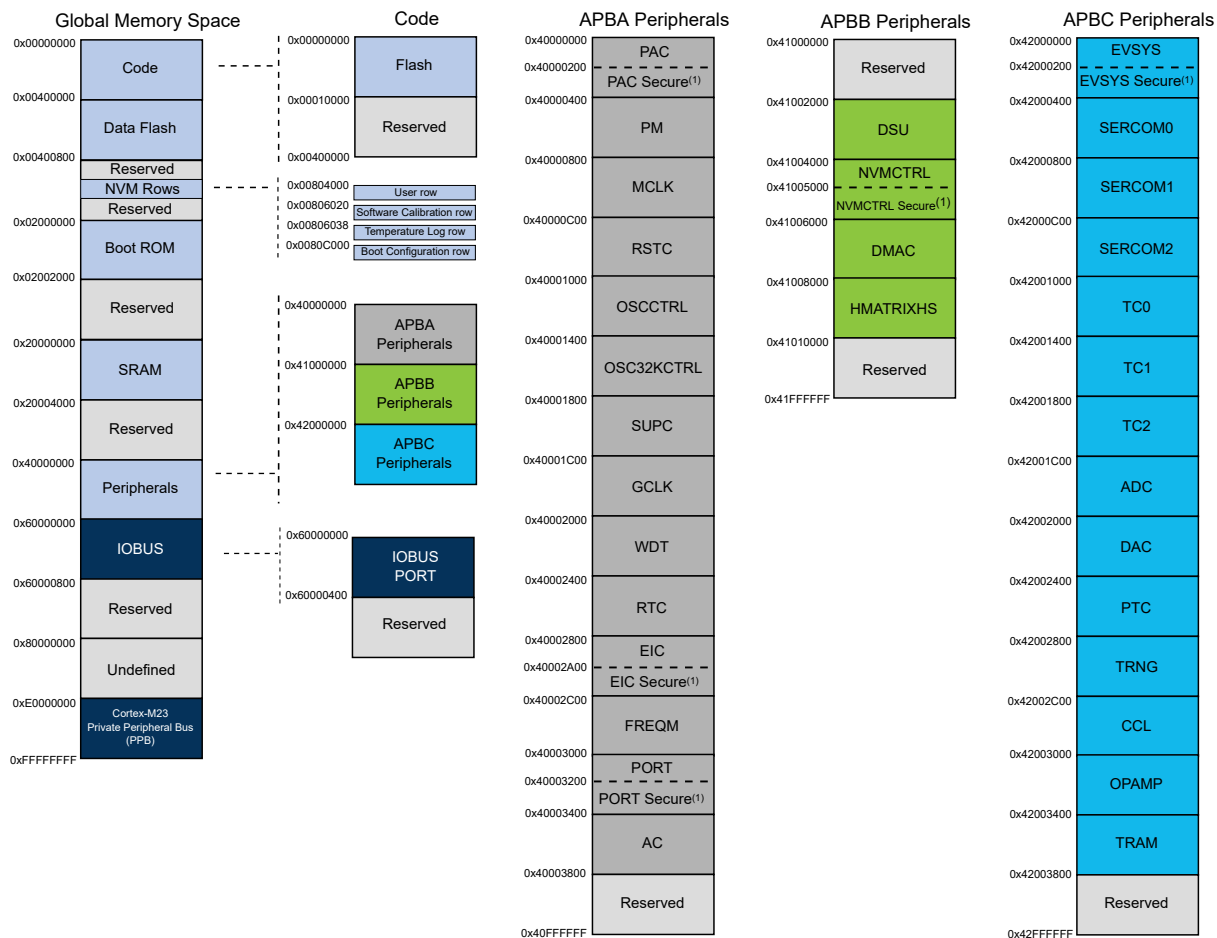 Global Memory Space
0x00000000
Code
0x00400000
Data Flash
0x00400800
Reserved
NVM Rows
Reserved
0x02000000
Boot ROM
0x02002000
Reserved
0x20000000
SRAM
0x20004000
Reserved
0x40000000
Peripherals
0x60000000
IOBUS
0x60000800
Reserved
0x80000000
Undefined
0xE0000000
Cortex-M23
Private Peripheral Bus
(PPB)
0xFFFFFFFF
Code
0x00000000
Flash
0x00010000
Reserved
0x00400000
0x00804000
User row
0x00806020
Software Calibration row
0x00806038
Temperature Log row
0x0080C000
Boot Configuration row
0x40000000
APBA
Peripherals
0x41000000
APBB
Peripherals
0x42000000
APBC
Peripherals
0x60000000
IOBUS
PORT
0x60000400
Reserved
APBA Peripherals
0x40000000
PAC
0x40000200
PAC Secure(1)
0x40000400
PM
0x40000800
MCLK
0x40000C00
RSTC
0x40001000
OSCCTRL
0x40001400
OSC32KCTRL
0x40001800
SUPC
0x40001C00
GCLK
0x40002000
WDT
0x40002400
RTC
0x40002800
EIC
0x40002A00
EIC Secure(1)
0x40002C00
FREQM
0x40003000
PORT
0x40003200
PORT Secure(1)
0x40003400
AC
0x40003800
Reserved
0x40FFFFFF
APBB Peripherals
0x41000000
Reserved
0x41002000
DSU
0x41004000
NVMCTRL
0x41005000
NVMCTRL Secure(1)
0x41006000
DMAC
0x41008000
HMATRIXHS
0x41010000
Reserved
0x41FFFFFF
APBC Peripherals
0x42000000
EVSYS
0x42000200
EVSYS Secure(1)
0x42000400
SERCOM0
0x42000800
SERCOM1
0x42000C00
SERCOM2
0x42001000
TC0
0x42001400
TC1
0x42001800
TC2
0x42001C00
ADC
0x42002000
DAC
0x42002400
PTC
0x42002800
TRNG
0x42002C00
CCL
0x42003000
OPAMP
0x42003400
TRAM
0x42003800
Reserved
0x42FFFFFF